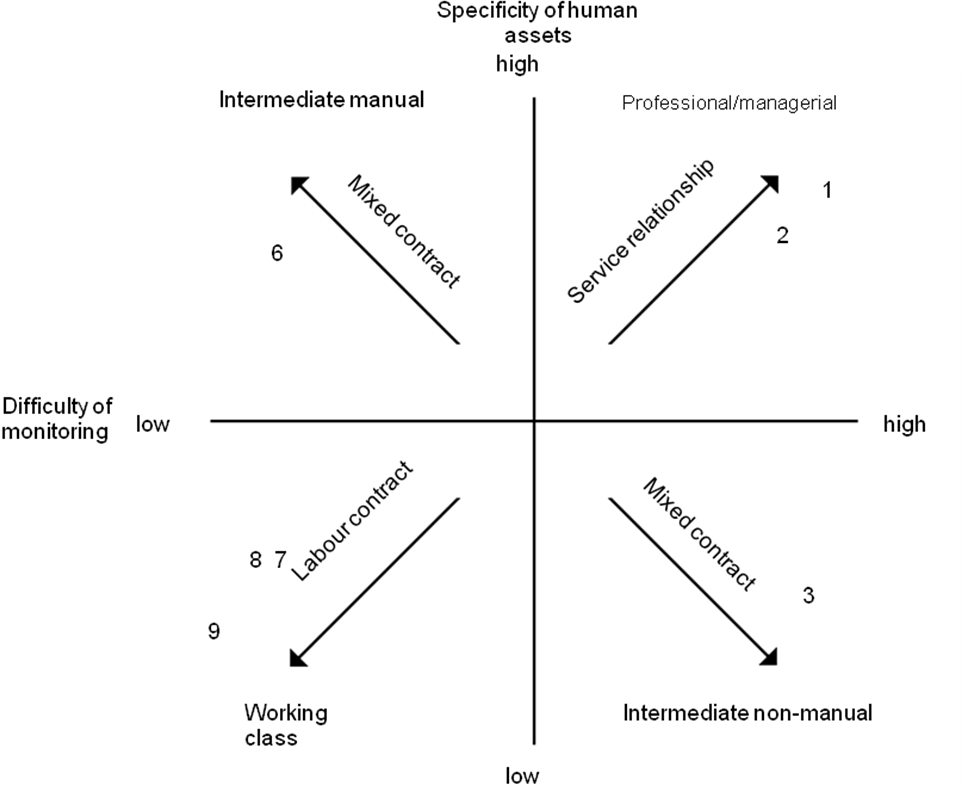 Specificity of human
assets
high
Intermediate manual
Professional/managerial
Mixed contract
Service relationship
1
2
6
Difficulty of
monitoring
low
high
Labour contract
Mixed contract
8 7
3
9
Working
class
Intermediate non-manual
low